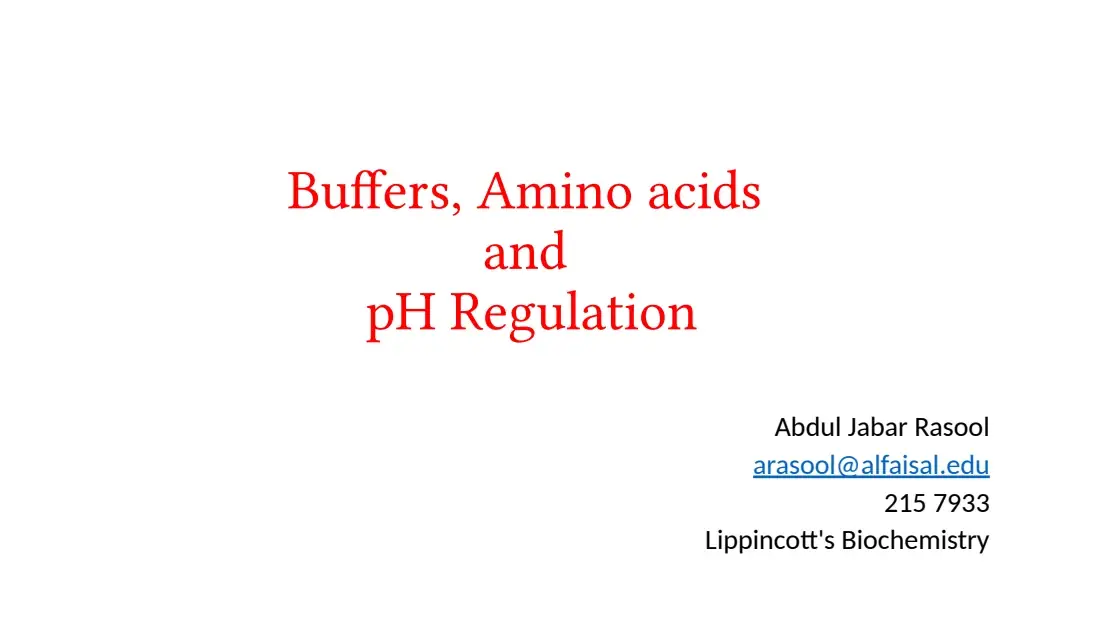 Buffers, Amino acids
and
pH Regulation
Abdul Jabar Rasool
arasool@alfaisal.edu
215 7933
Lippincott's Biochemistry